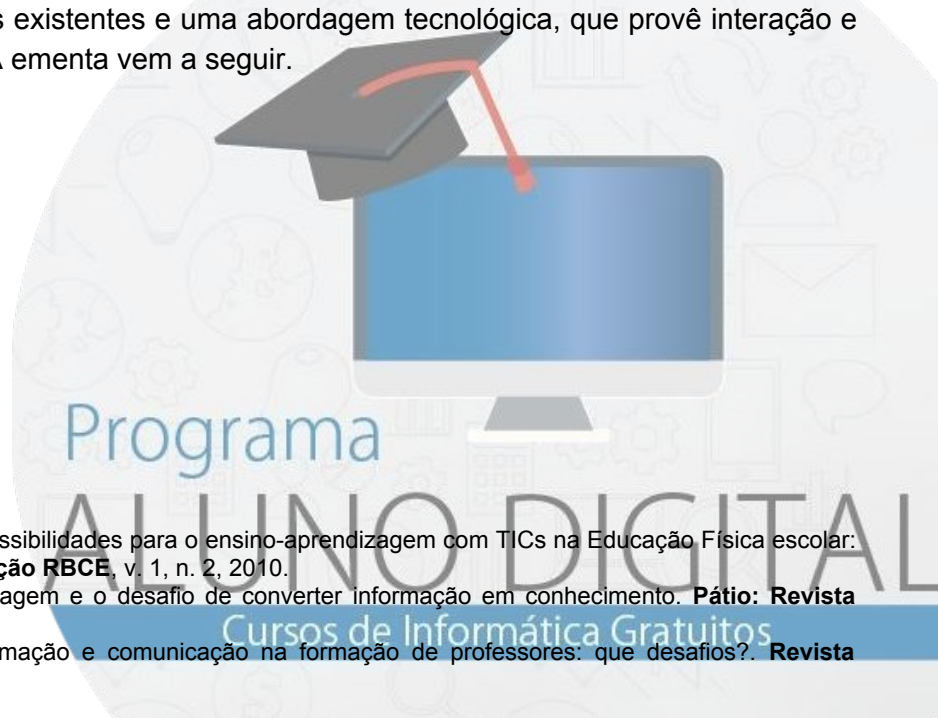 s existentes e uma abordagem tecnológica, que provê interação e
A ementa vem a seguir.
Programa
ALUNO DIGITAL
ssibilidades para o ensino-aprendizagem com TICs na Educação Física escolar:
ção RBCE, v. 1, n. 2, 2010.
agem e o desafio de converter informação em conhecimento. Pátio: Revista
Cursos de Informática Gratuitos
mação e comunicação na formação de professores: que desafios?. Revista